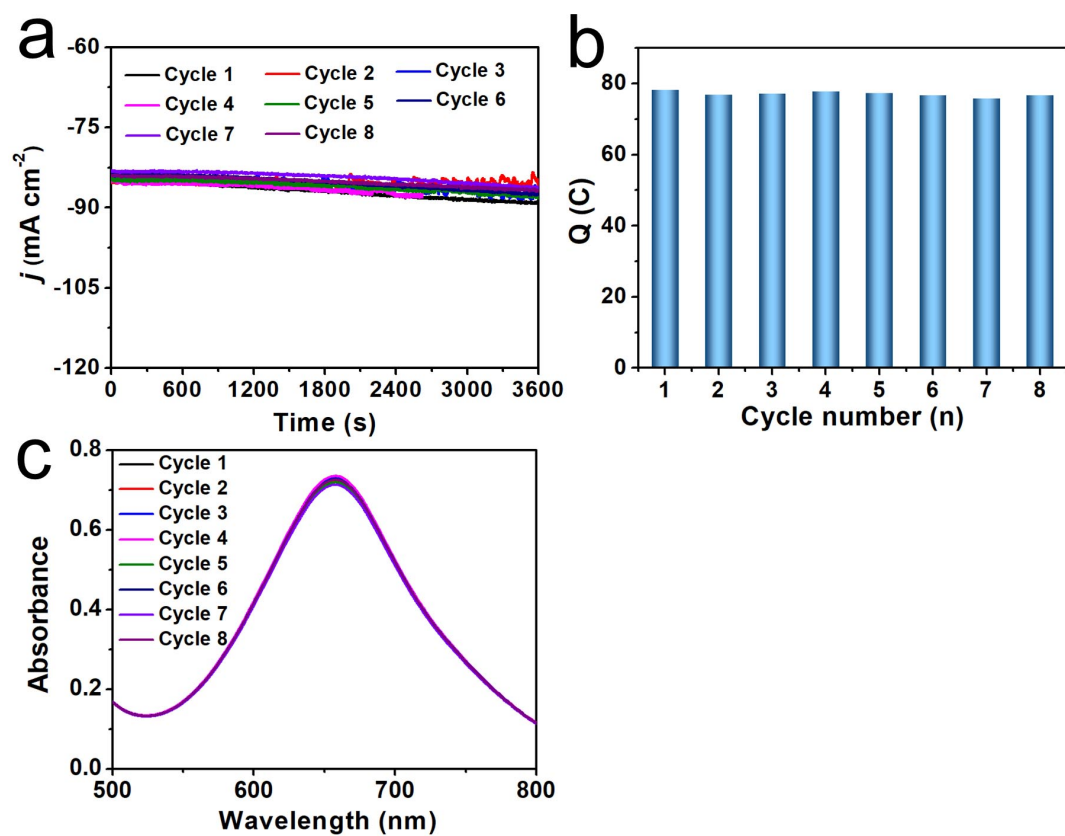 a
-60
-75
-90
-105
-120
j (mA cm-2)
Cycle 1 Cycle 2 Cycle 3
Cycle 4 Cycle 5 Cycle 6
Cycle 7 Cycle 8
0 600 1200 1800 2400 3000 3600
Time (s)
b
80
60
40
20
0
Q (C)
1 2 3 4 5 6 7 8
Cycle number (n)
c
0.8
0.6
0.4
0.2
0.0
Absorbance
Cycle 1
Cycle 2
Cycle 3
Cycle 4
Cycle 5
Cycle 6
Cycle 7
Cycle 8
500 600 700 800
Wavelength (nm)